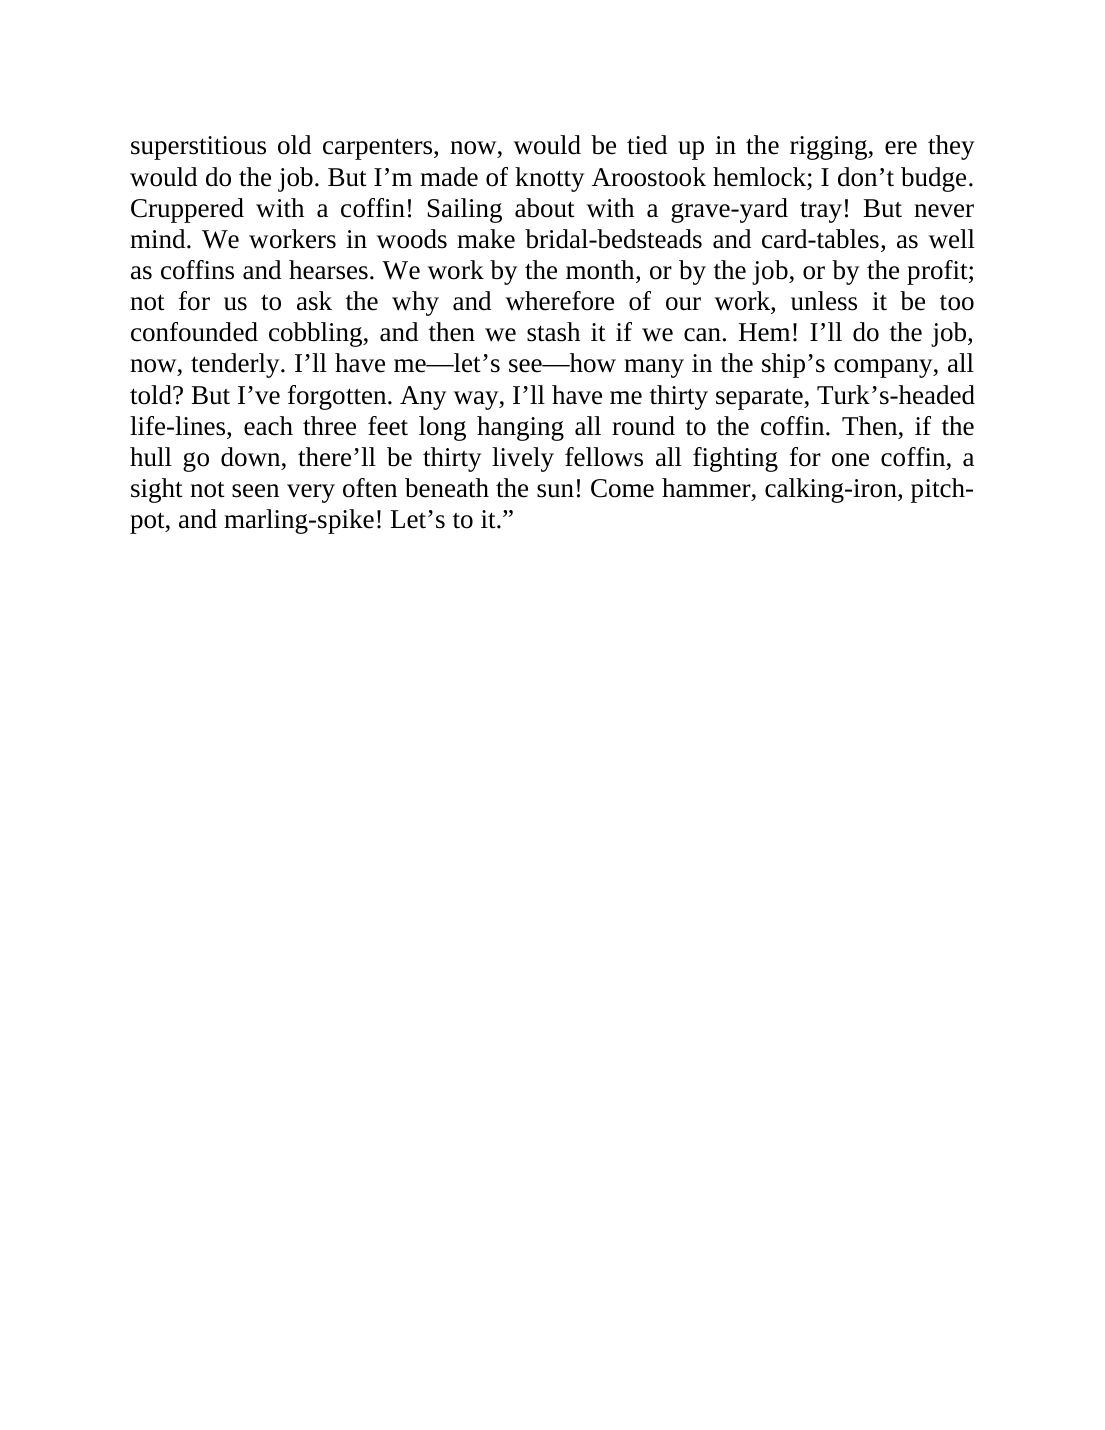 superstitious old carpenters, now, would be tied up in the rigging, ere they
would do the job. But I’m made of knotty Aroostook hemlock; I don’t budge.
Cruppered with a coffin! Sailing about with a grave-yard tray! But never
mind. We workers in woods make bridal-bedsteads and card-tables, as well
as coffins and hearses. We work by the month, or by the job, or by the profit;
not for us to ask the why and wherefore of our work, unless it be too
confounded cobbling, and then we stash it if we can. Hem! I’ll do the job,
now, tenderly. I’ll have me—let’s see—how many in the ship’s company, all
told? But I’ve forgotten. Any way, I’ll have me thirty separate, Turk’s-headed
life-lines, each three feet long hanging all round to the coffin. Then, if the
hull go down, there’ll be thirty lively fellows all fighting for one coffin, a
sight not seen very often beneath the sun! Come hammer, calking-iron, pitch-
pot, and marling-spike! Let’s to it.”